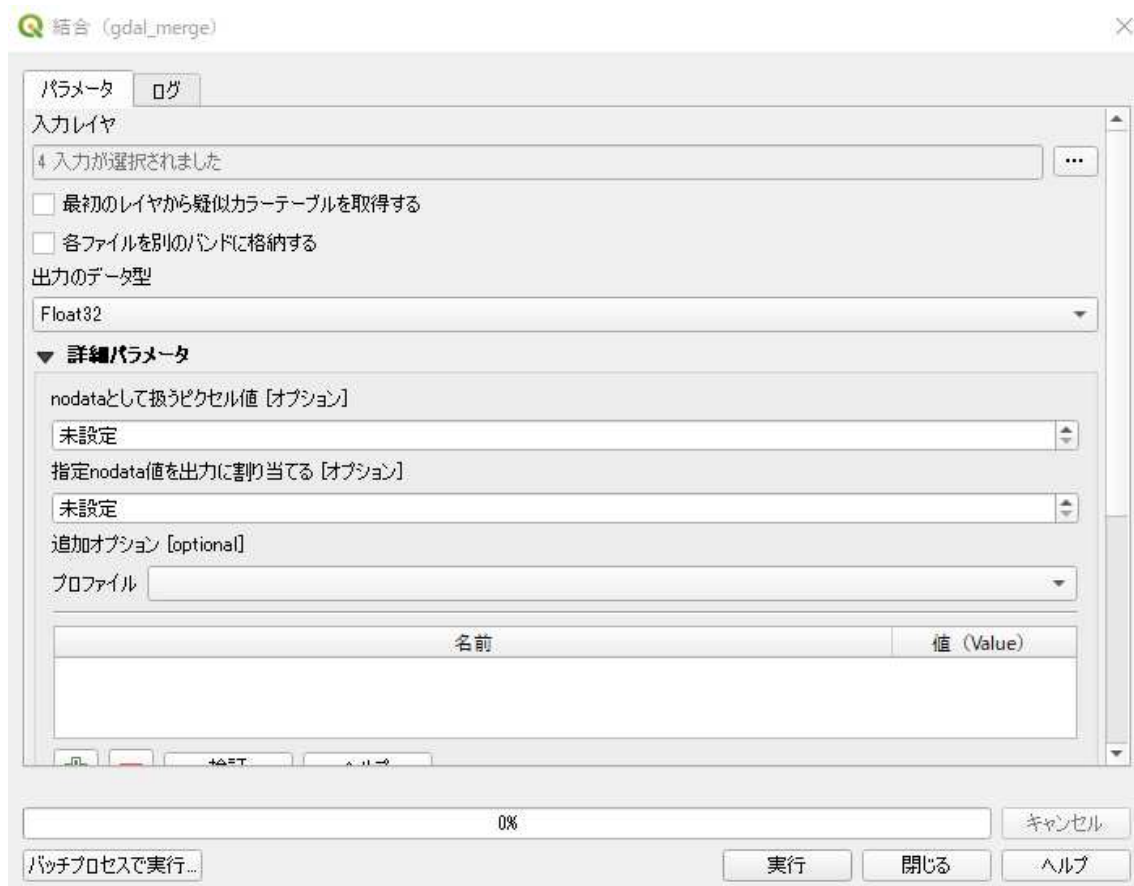 結合 (gdal_merge)
パラメータ ログ
入力レイヤ
4 入力が選択されました
...
最初のレイヤから疑似カラーテーブルを取得する
各ファイルを別のバンドに格納する
出力のデータ型
Float32
詳細パラメータ
nodataとして扱うピクセル値 [オプション]
未設定
指定nodata値を出力に割り当てる [オプション]
未設定
追加オプション [optional]
プロファイル
名前 値 (Value)
検証 ヘルプ
0% キャンセル
バッチプロセスで実行... 実行 閉じる ヘルプ